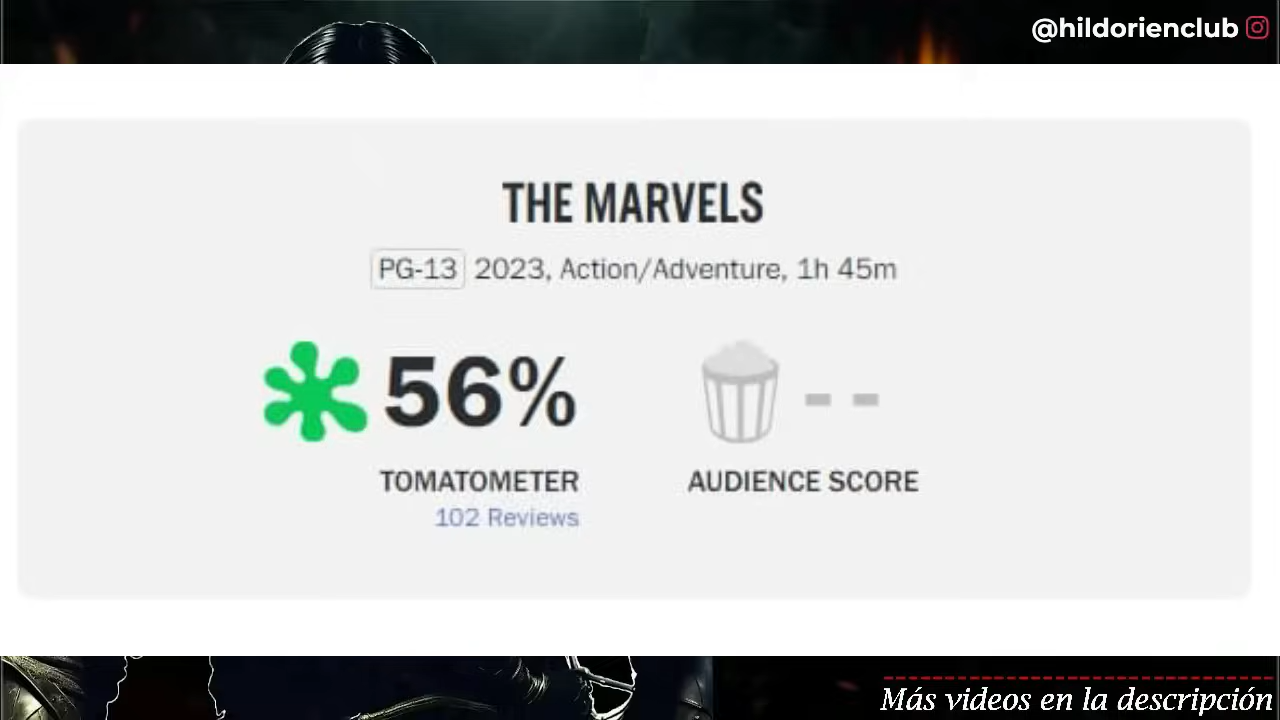 @hildorienclub
THE MARVELS
PG-13 2023, Action/Adventure, 1h 45m
56% - -
TOMATOMETER AUDIENCE SCORE
102 Reviews
Más videos en la descripción